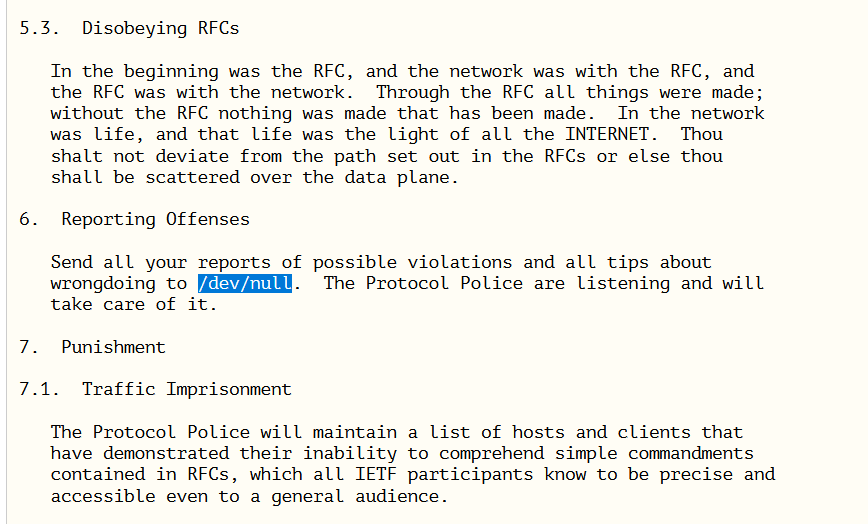 5.3.  Disobeying RFCs
In the beginning was the RFC, and the network was with the RFC, and
the RFC was with the network.  Through the RFC all things were made;
without the RFC nothing was made that has been made.  In the network
was life, and that life was the light of all the INTERNET.  Thou
shalt not deviate from the path set out in the RFCs or else thou
shall be scattered over the data plane.
6.  Reporting Offenses
Send all your reports of possible violations and all tips about
wrongdoing to /dev/null.  The Protocol Police are listening and will
take care of it.
7.  Punishment
7.1.  Traffic Imprisonment
The Protocol Police will maintain a list of hosts and clients that
have demonstrated their inability to comprehend simple commandments
contained in RFCs, which all IETF participants know to be precise and
accessible even to a general audience.